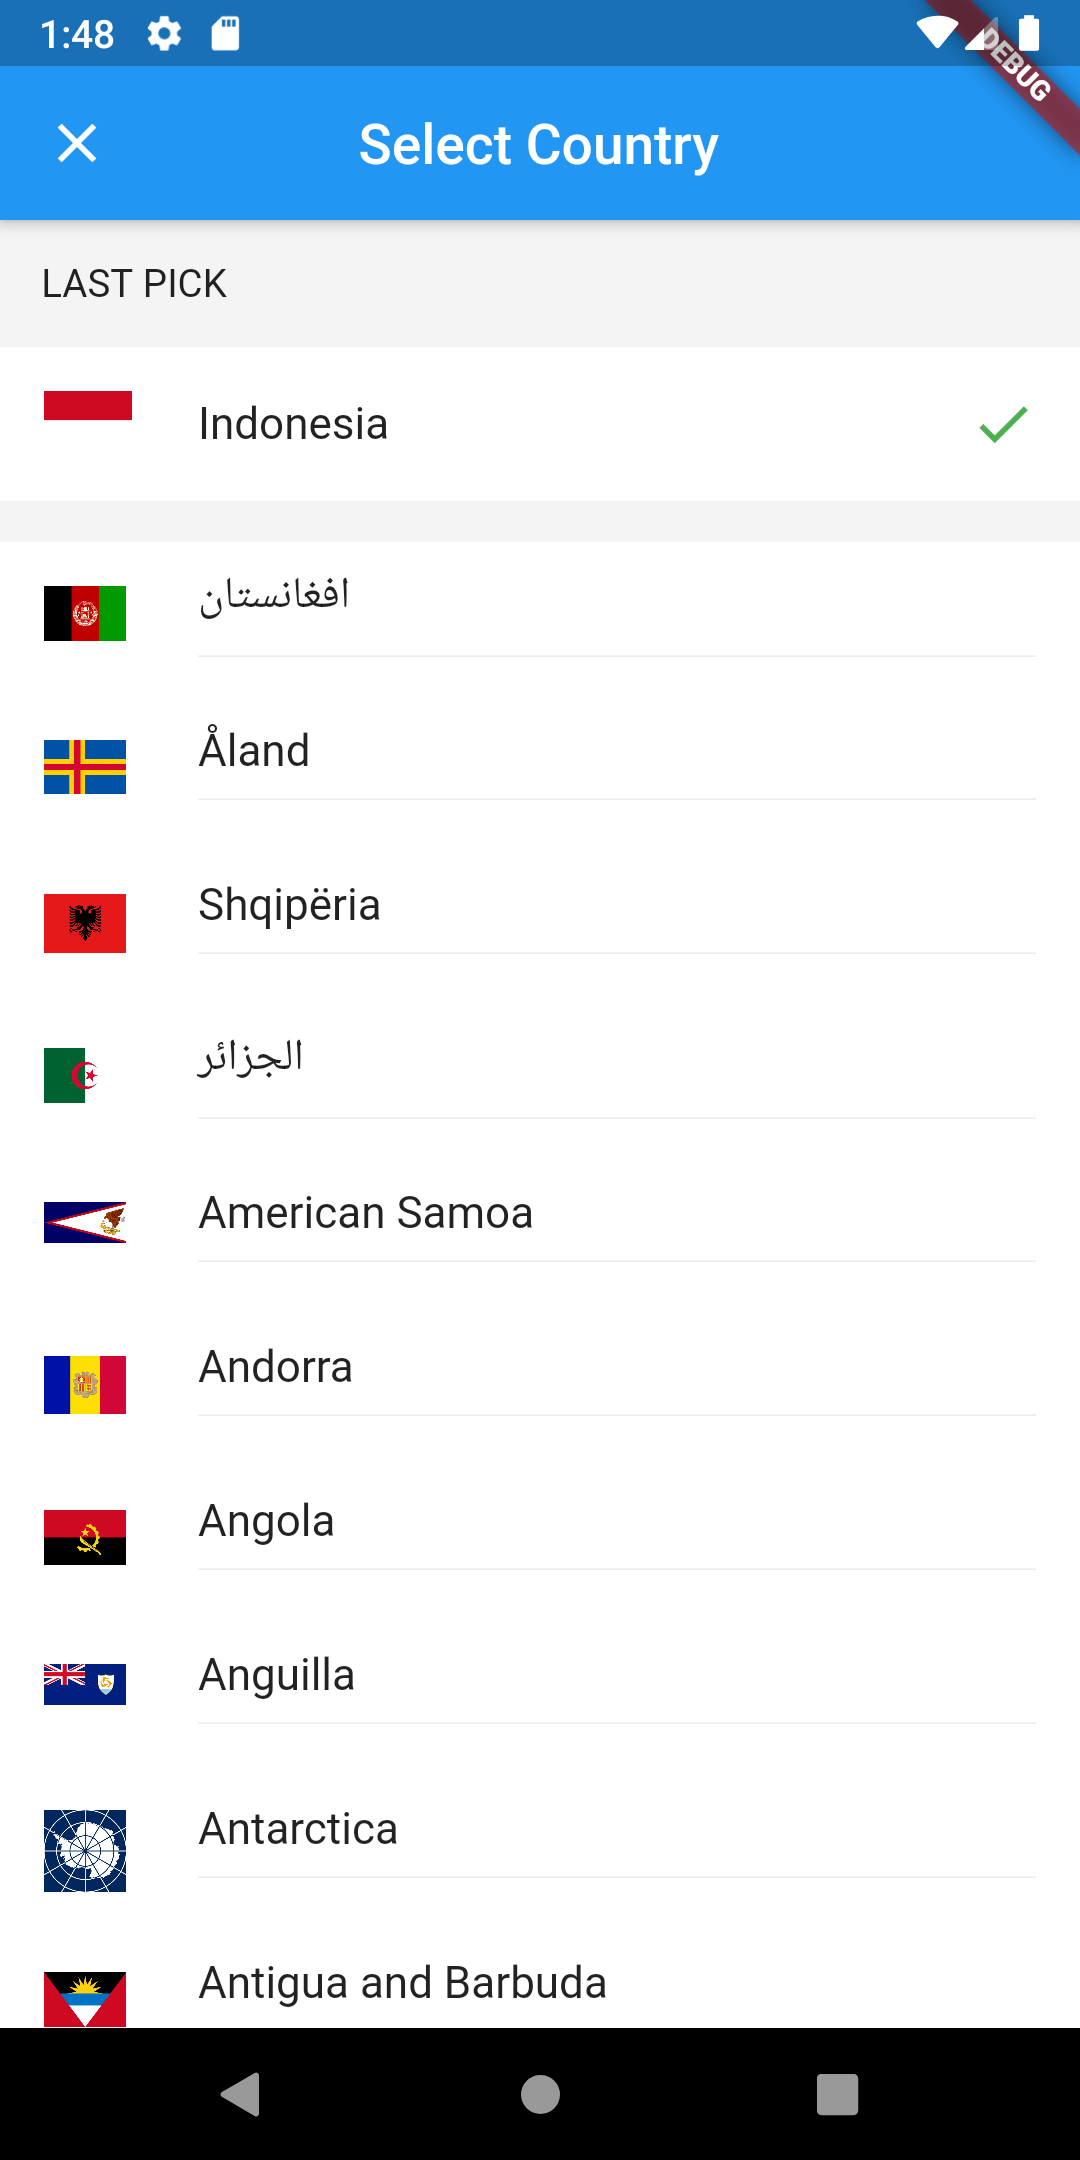 1:48
DEBUG
Select Country
LAST PICK
Indonesia
افغانستان
Åland
Shqipëria
الجزائر
American Samoa
Andorra
Angola
Anguilla
Antarctica
Antigua and Barbuda